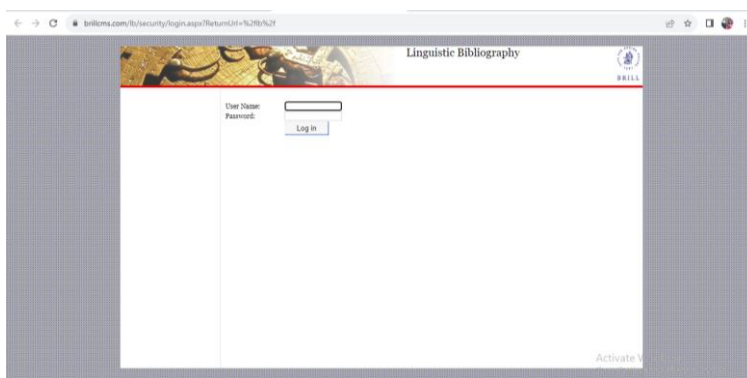 brillcms.com/lb/security/login.aspx?ReturnUrl=%2flb%2f
Linguistic Bibliography
BRILL
User Name:
Password:
Log in
Activate